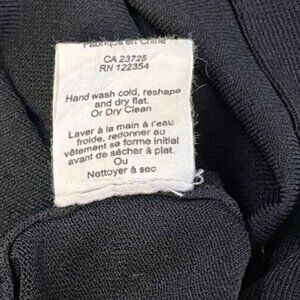 Fabriqué en Chine
CA 23725
RN 122354
Hand wash cold, reshape
and dry flat.
Or Dry Clean
Laver à la main à l'eau
froide, redonner au
vêtement sa forme initial
avant de sécher à plat.
Ou
Nettoyer à sec